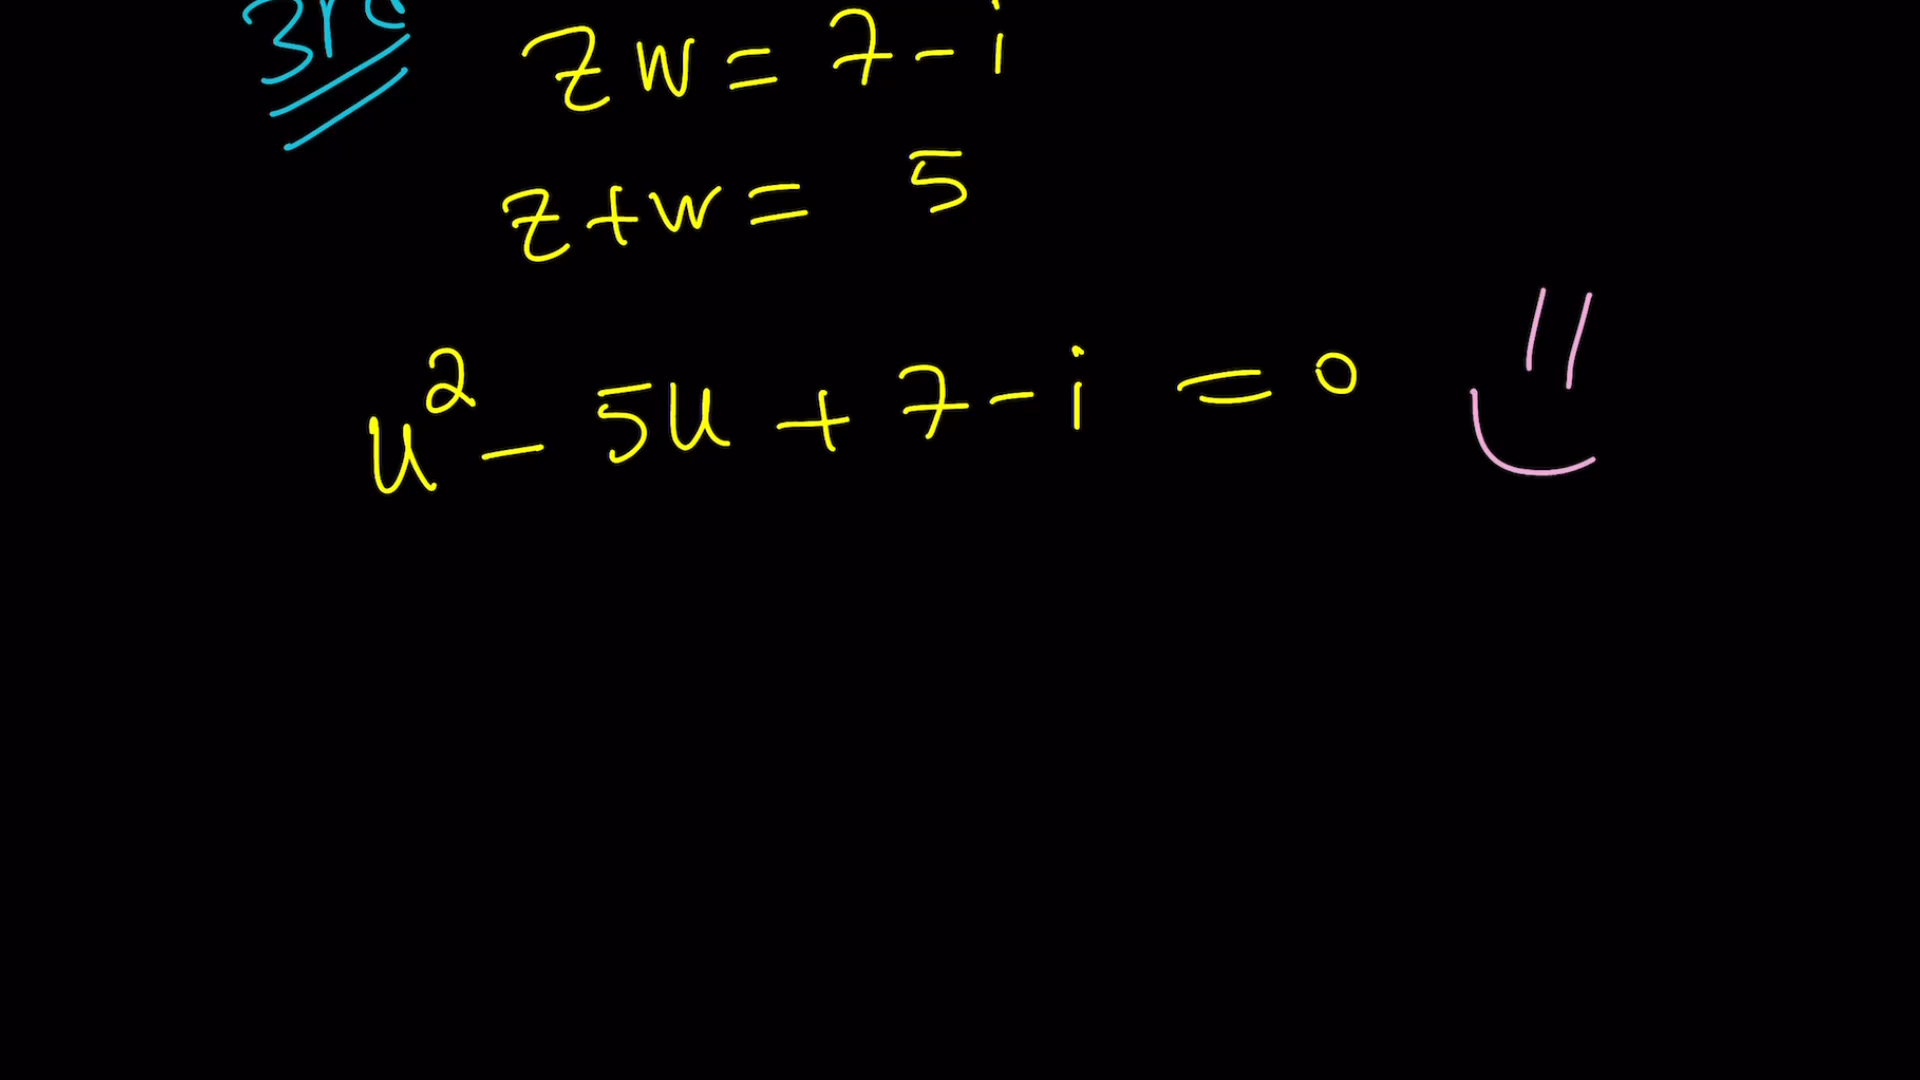 3rd
zw = 7 - i
z + w = 5
u² - 5u + 7 - i = 0